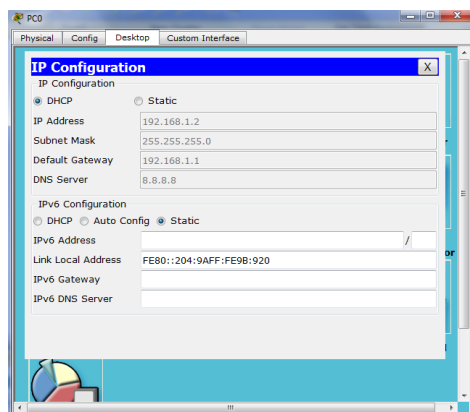 PC0
Physical Config Desktop Custom Interface
IP Configuration X
IP Configuration
DHCP Static
IP Address 192.168.1.2
Subnet Mask 255.255.255.0
Default Gateway 192.168.1.1
DNS Server 8.8.8.8
IPv6 Configuration
DHCP Auto Config Static
IPv6 Address /
Link Local Address FE80::204:9AFF:FE9B:920
IPv6 Gateway
IPv6 DNS Server
or